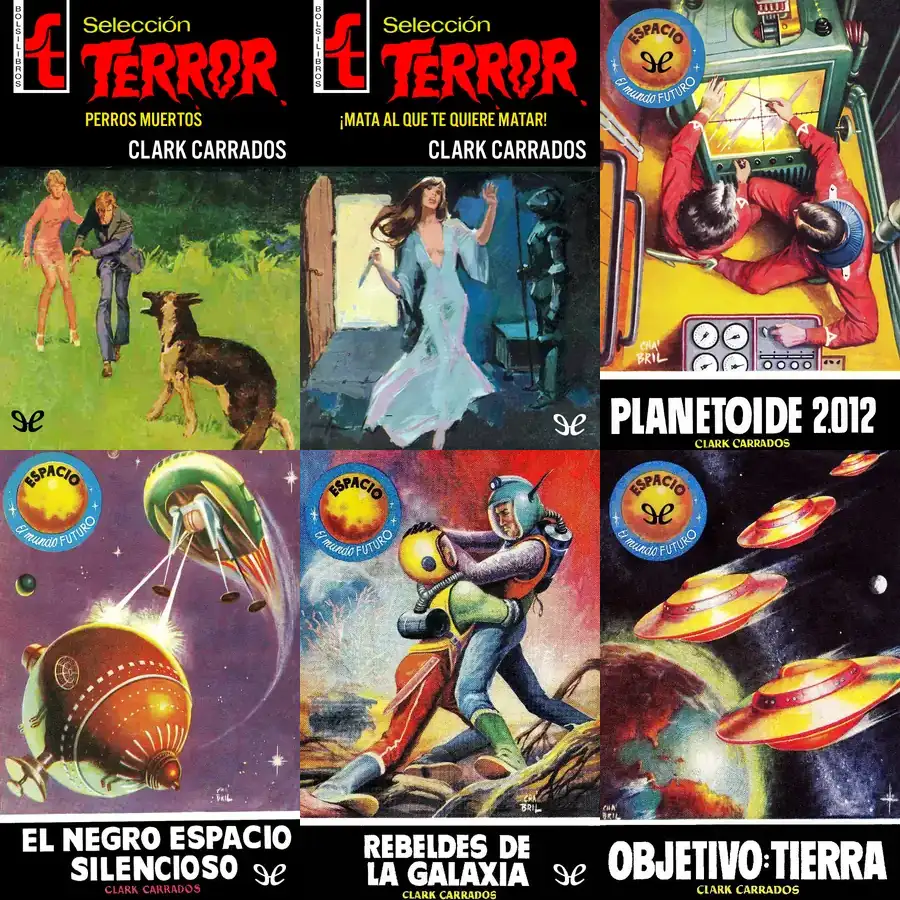 BOLSILIBROS
Selección
TERROR
PERROS MUERTOS
CLARK CARRADOS
BOLSILIBROS
Selección
TERROR
¡MATA AL QUE TE QUIERE MATAR!
CLARK CARRADOS
ESPACIO
El mundo FUTURO
CHA'
BRIL
PLANETOIDE 2.012
CLARK CARRADOS
ESPACIO
El mundo FUTURO
CHA'
BRIL
EL NEGRO ESPACIO
SILENCIOSO
CLARK CARRADOS
ESPACIO
El mundo FUTURO
CHA'
BRIL
REBELDES DE
LA GALAXIA
CLARK CARRADOS
ESPACIO
El mundo FUTURO
CHA'
BRIL
OBJETIVO:TIERRA
CLARK CARRADOS